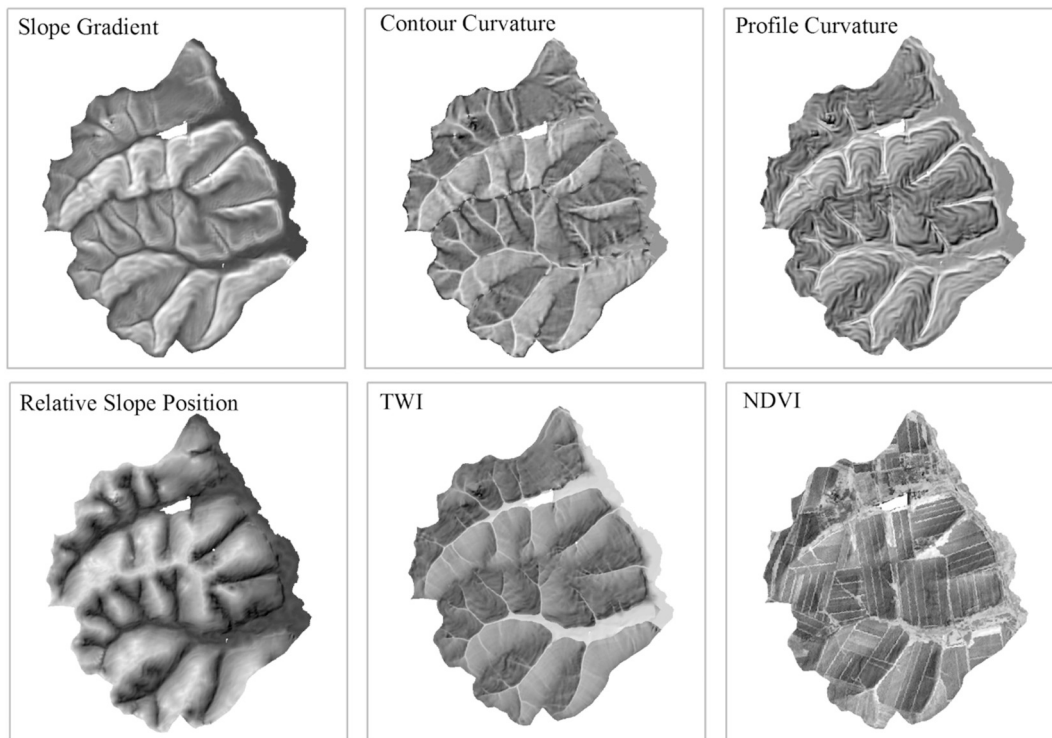 Slope Gradient
Contour Curvature
Profile Curvature
Relative Slope Position
TWI
NDVI